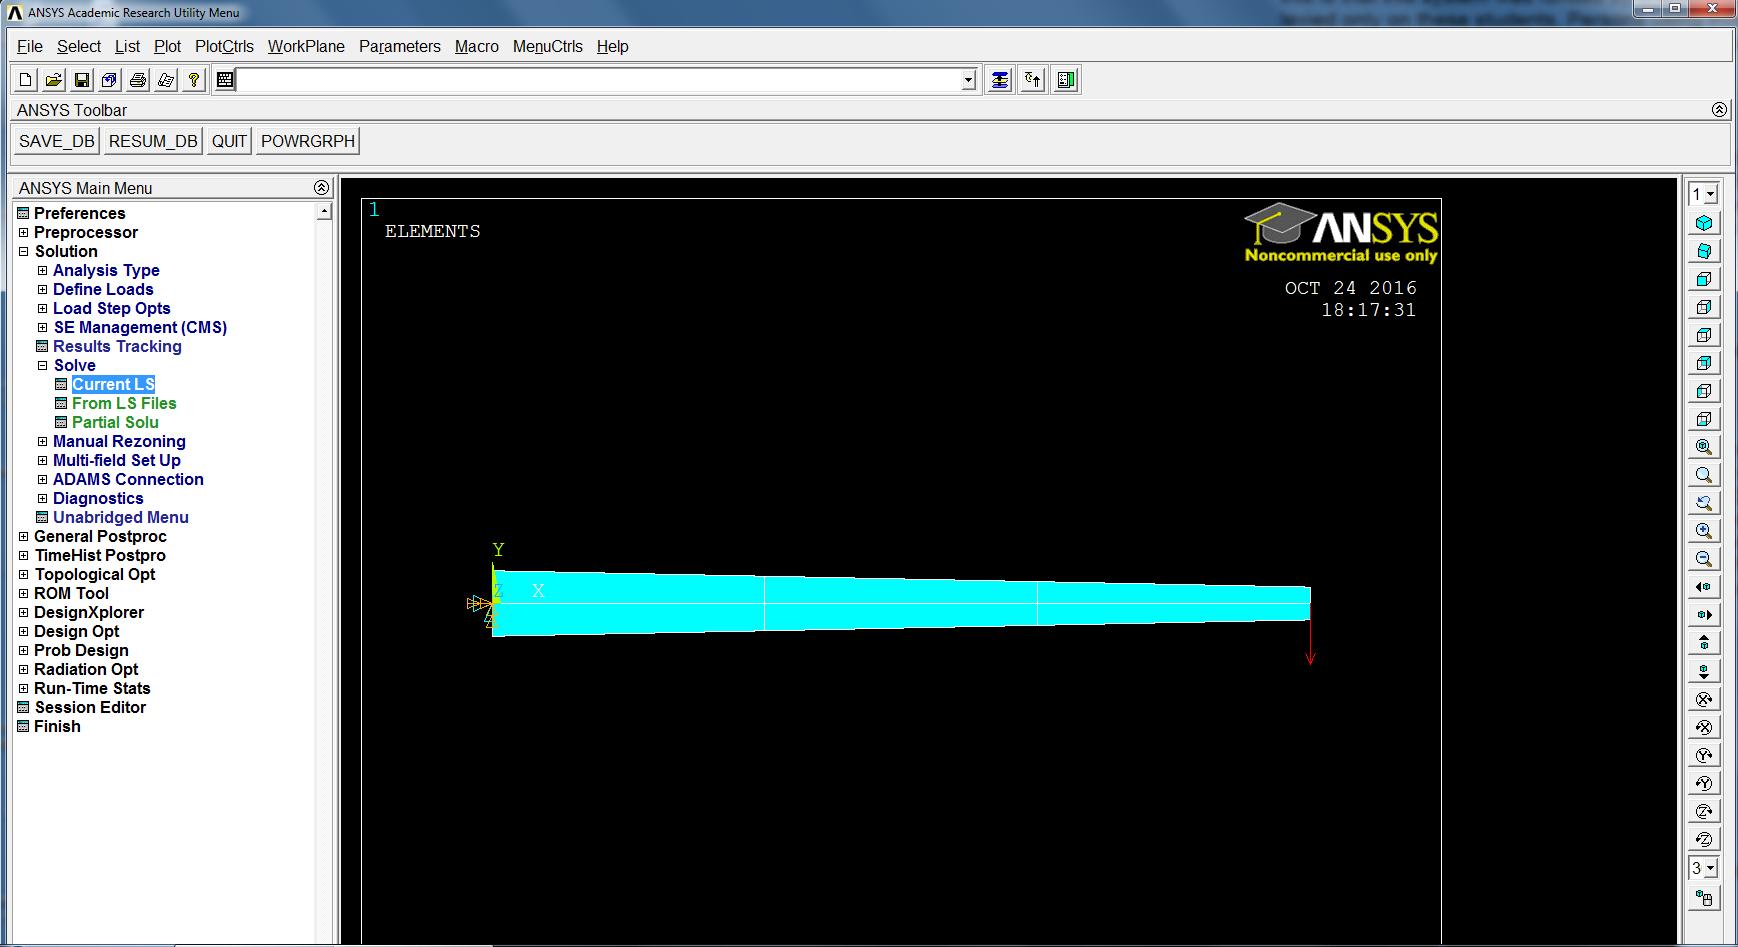 ANSYS Academic Research Utility Menu
File Select List Plot PlotCtrls WorkPlane Parameters Macro MenuCtrls Help
ANSYS Toolbar
SAVE_DB RESUM_DB QUIT POWRGRPH
ANSYS Main Menu
Preferences
Preprocessor
Solution
Analysis Type
Define Loads
Load Step Opts
SE Management (CMS)
Results Tracking
Solve
Current LS
From LS Files
Partial Solu
Manual Rezoning
Multi-field Set Up
ADAMS Connection
Diagnostics
Unabridged Menu
General Postproc
TimeHist Postpro
Topological Opt
ROM Tool
DesignXplorer
Design Opt
Prob Design
Radiation Opt
Run-Time Stats
Session Editor
Finish
1
ELEMENTS
ANSYS
Noncommercial use only
OCT 24 2016
18:17:31
Y
Z X
1
3